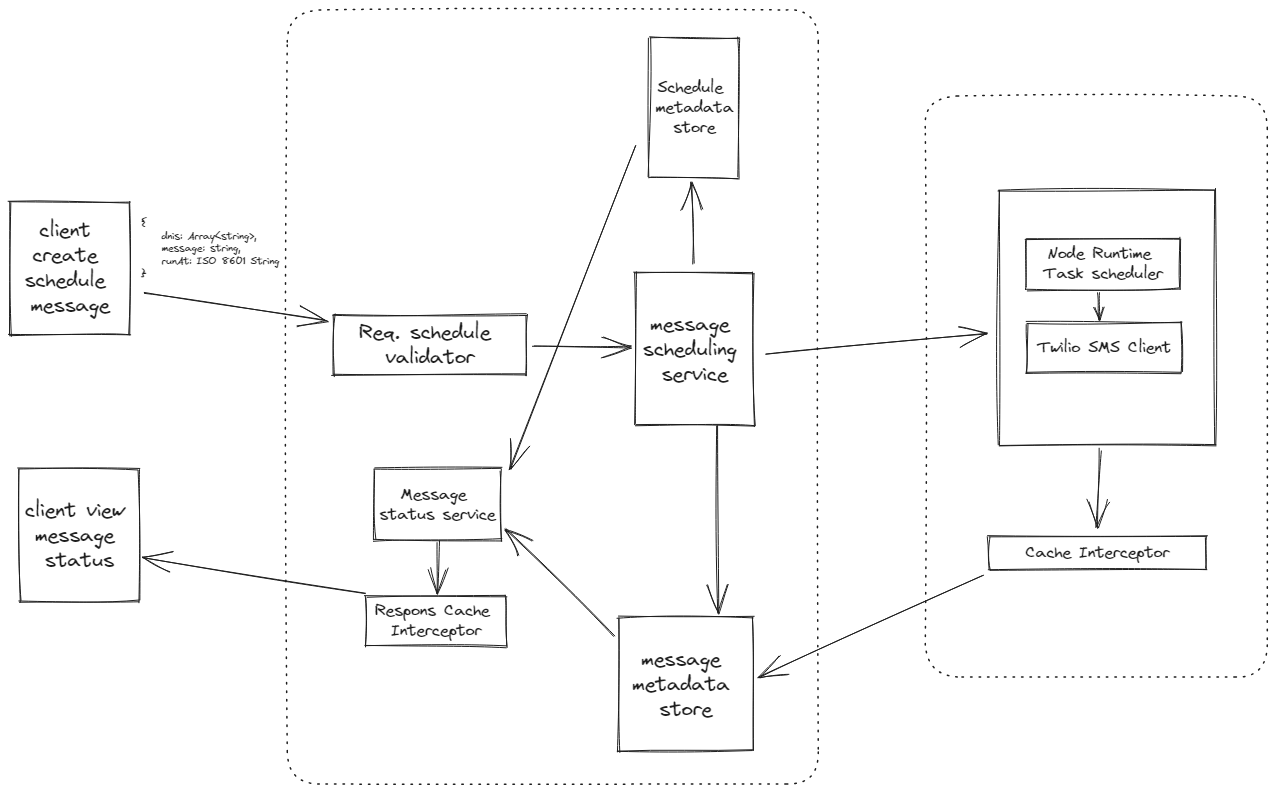 Schedule
metadata
store
client
create
schedule
message
{
dnis: Array<string>,
message: string,
runAt: ISO 8601 String
}
Req. schedule
validator
message
scheduling
service
Node Runtime
Task scheduler
Twilio SMS Client
client view
message
status
Message
status service
Respons Cache
Interceptor
Cache Interceptor
message
metadata
store